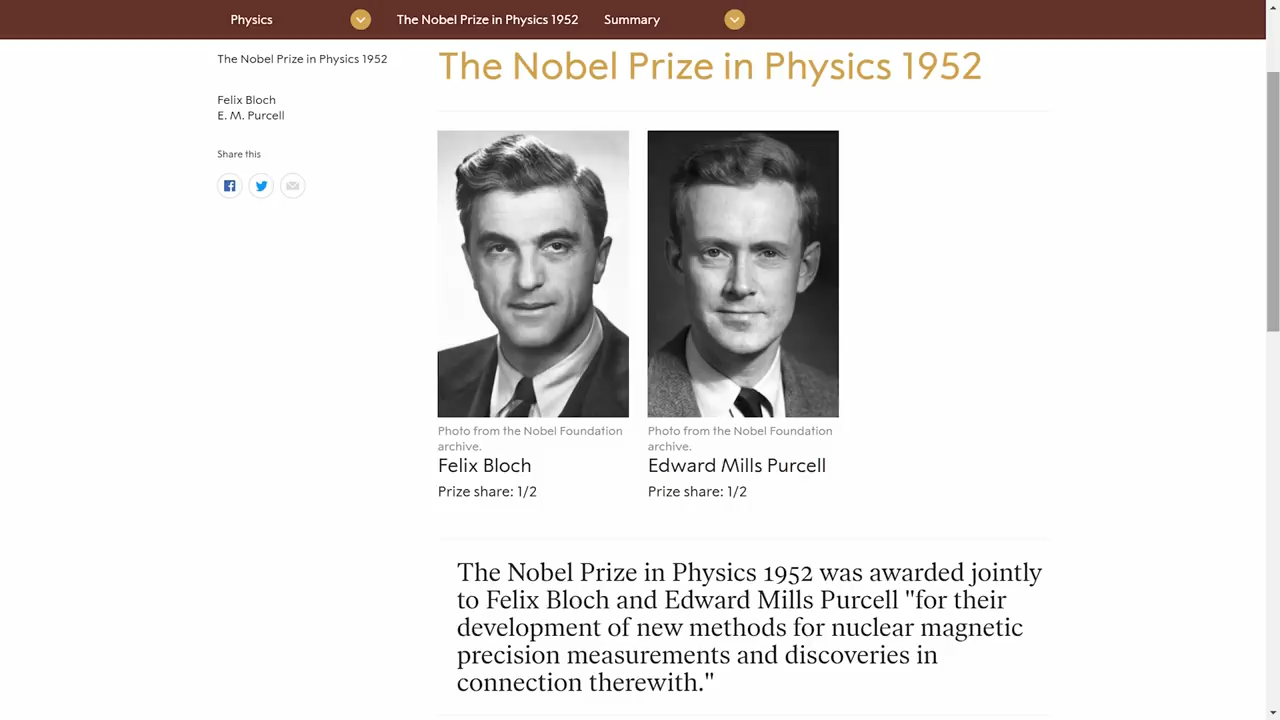 Physics
The Nobel Prize in Physics 1952
Summary
The Nobel Prize in Physics 1952
Felix Bloch
E. M. Purcell
Share this
The Nobel Prize in Physics 1952
Photo from the Nobel Foundation
archive.
Felix Bloch
Prize share: 1/2
Photo from the Nobel Foundation
archive.
Edward Mills Purcell
Prize share: 1/2
The Nobel Prize in Physics 1952 was awarded jointly
to Felix Bloch and Edward Mills Purcell "for their
development of new methods for nuclear magnetic
precision measurements and discoveries in
connection therewith."